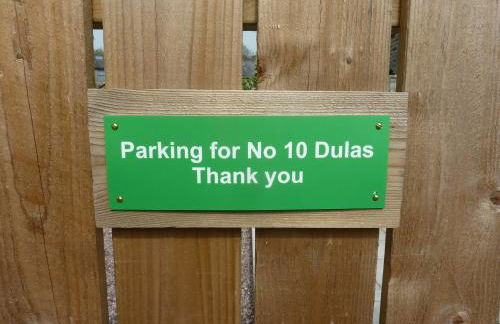 Parking for No 10 Dulas
Thank you